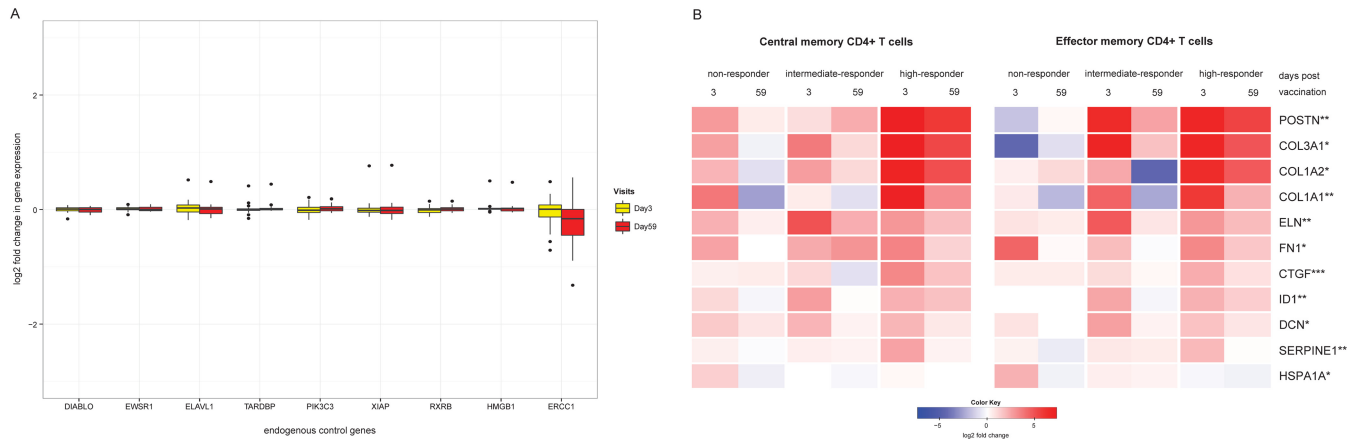 A
log2 fold change in gene expression
2
0
−2
DIABLO EWSR1 ELAVL1 TARDBP PIK3C3 XIAP RXRB HMGB1 ERCC1
endogenous control genes
Visits
Day3
Day59
B
Central memory CD4+ T cells Effector memory CD4+ T cells
non-responder intermediate-responder high-responder non-responder intermediate-responder high-responder days post
3 59 3 59 3 59 3 59 3 59 3 59 vaccination
POSTN**
COL3A1*
COL1A2*
COL1A1**
ELN**
FN1*
CTGF***
ID1**
DCN*
SERPINE1**
HSPA1A*
Color Key
−5 0 5
log2 fold change